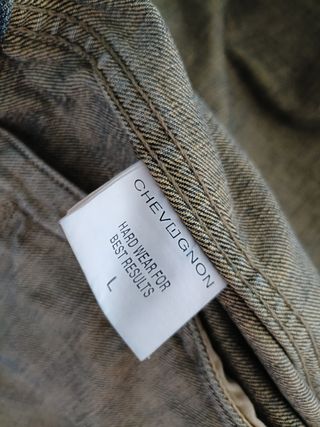 CHEVIGNON
HARD WEAR FOR
BEST RESULTS
L